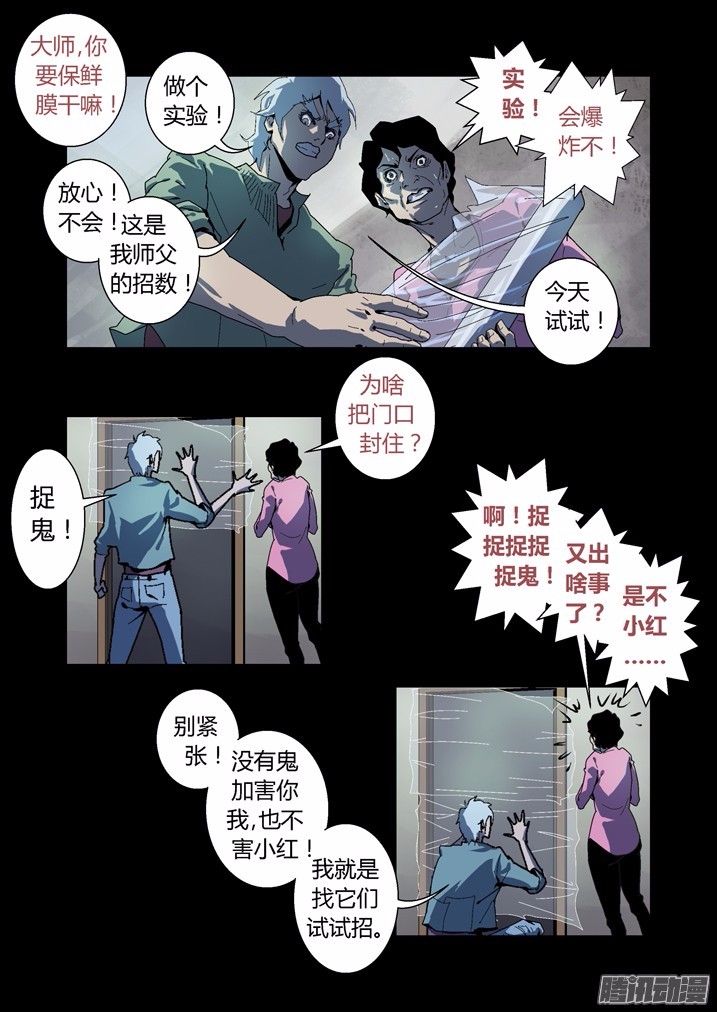 大师,你
要保鲜
膜干嘛！
做个
实验！
实
验！
会爆
炸不！
放心！
不会！
这是
我师父
的招数！
今天
试试！
为啥
把门口
封住？
捉
鬼！
啊！捉
捉捉捉
捉鬼！
又出
啥事
了？
是不
小红
……
别紧
张！
没有鬼
加害你
我,也不
害小红！
我就是
找它们
试试招。
腾讯动漫